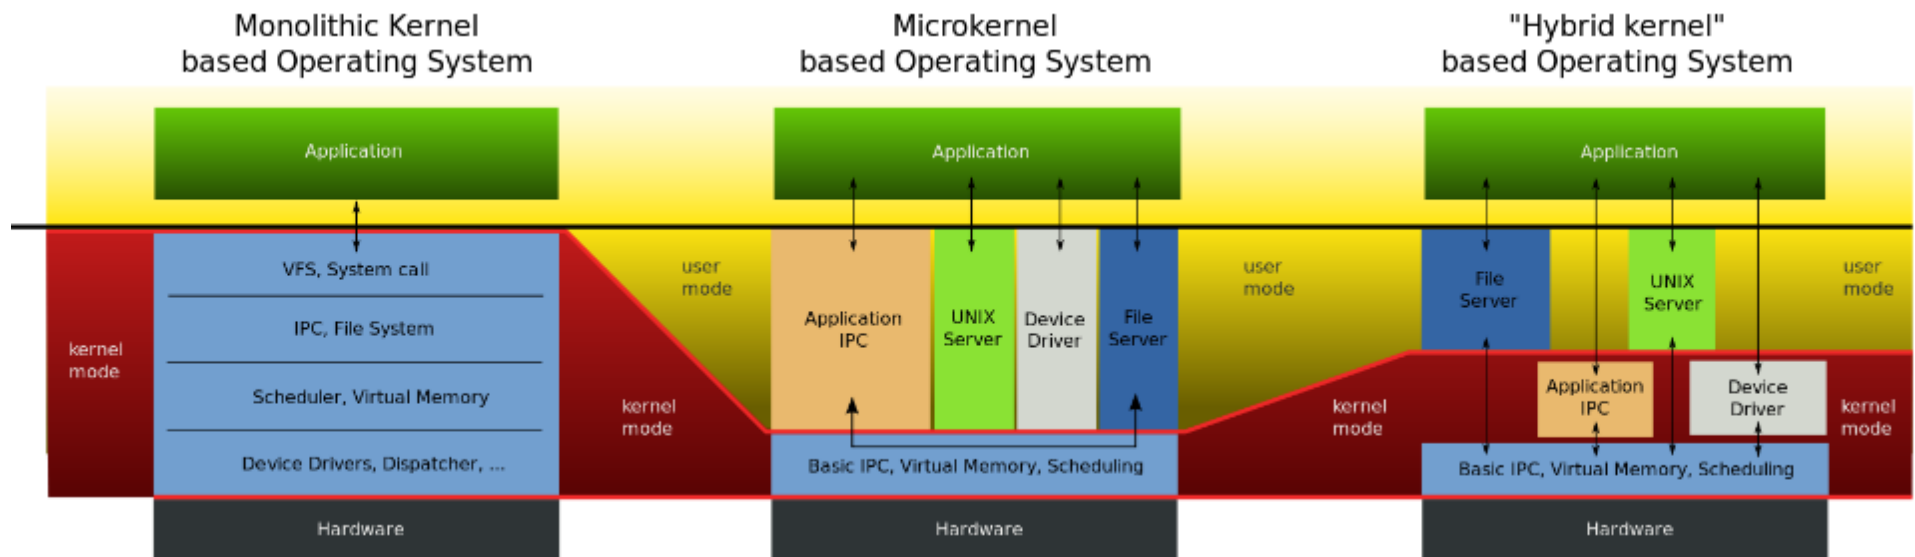 Monolithic Kernel
based Operating System
Microkernel
based Operating System
"Hybrid kernel"
based Operating System
Application
Application
Application
VFS, System call
IPC, File System
Scheduler, Virtual Memory
Device Drivers, Dispatcher, ...
Hardware
kernel
mode
kernel
mode
user
mode
Application
IPC
UNIX
Server
Device
Driver
File
Server
Basic IPC, Virtual Memory, Scheduling
Hardware
user
mode
kernel
mode
File
Server
UNIX
Server
Application
IPC
Device
Driver
Basic IPC, Virtual Memory, Scheduling
Hardware
user
mode
kernel
mode